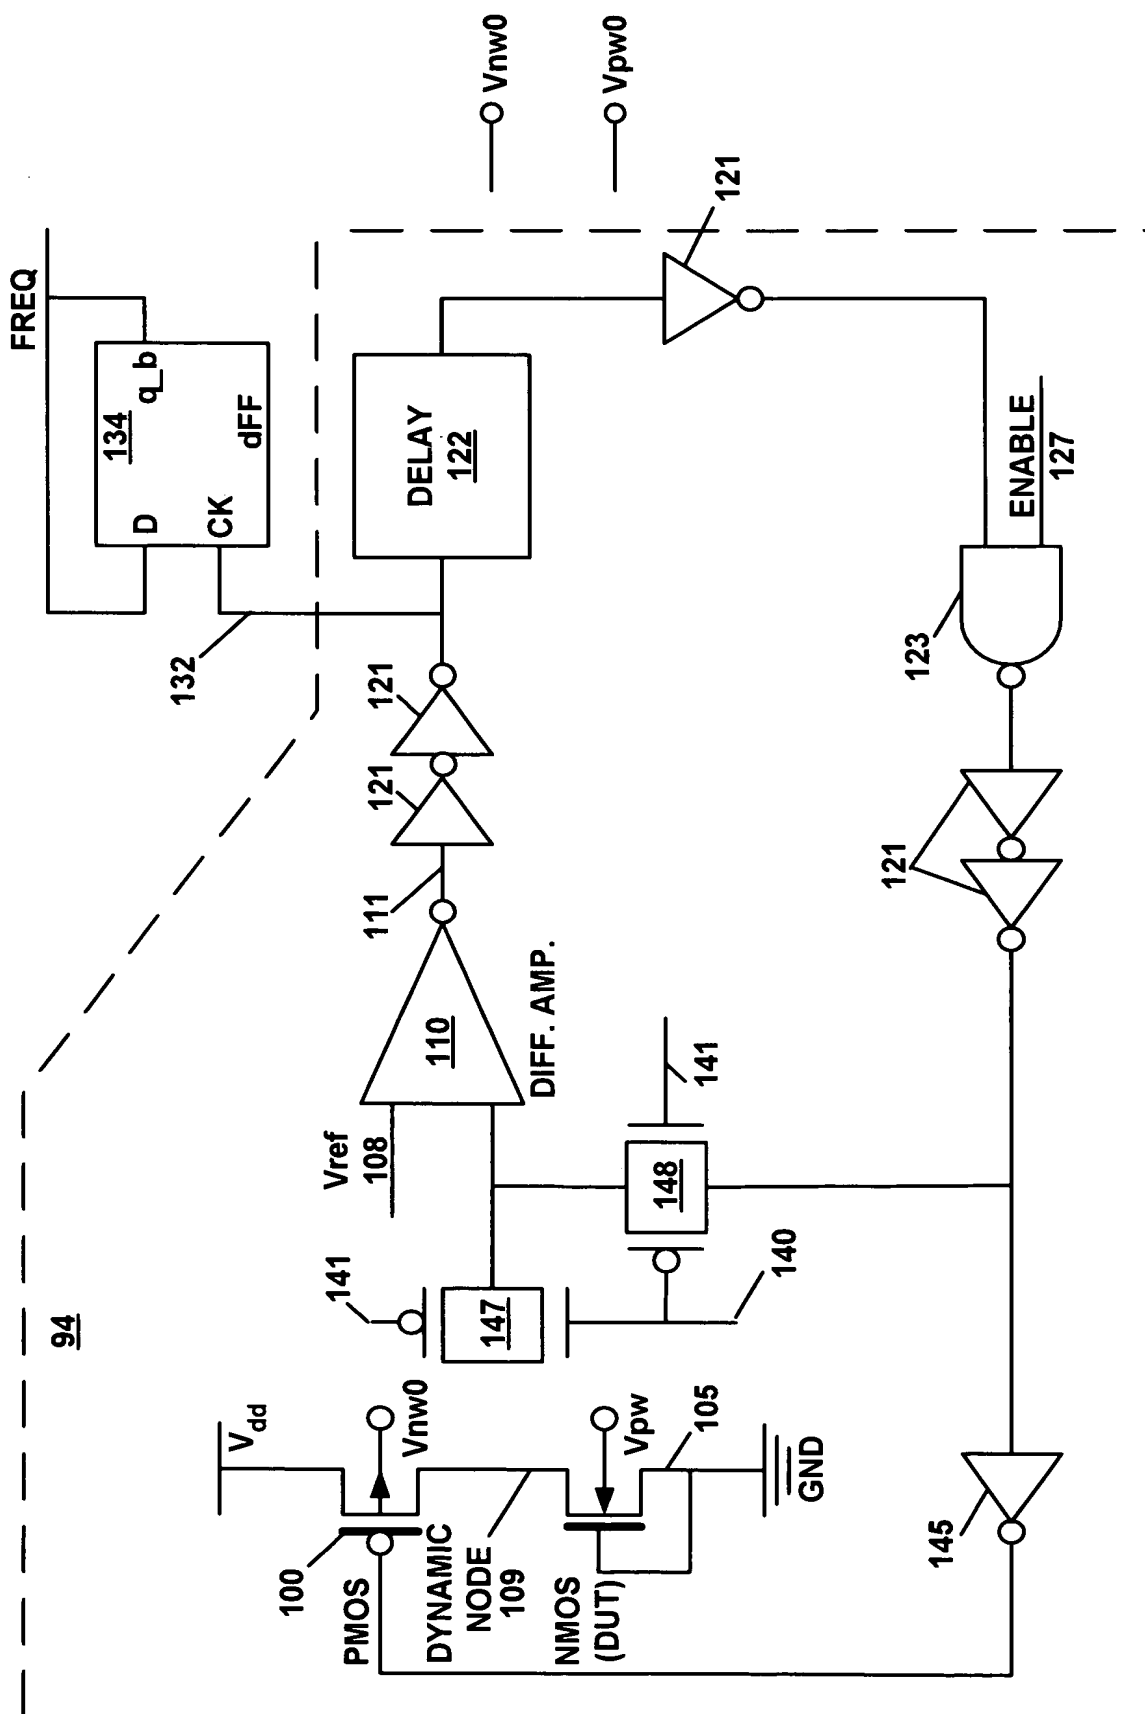 94
FREQ
134
D
q_b
CK
dFF
132
Vdd
100
PMOS
Vnw0
DYNAMIC
NODE
109
NMOS
(DUT)
Vpw
105
GND
141
147
140
148
141
Vref
108
110
DIFF. AMP.
111
121
121
DELAY
122
121
Vnw0
Vpw0
ENABLE
127
123
121
145